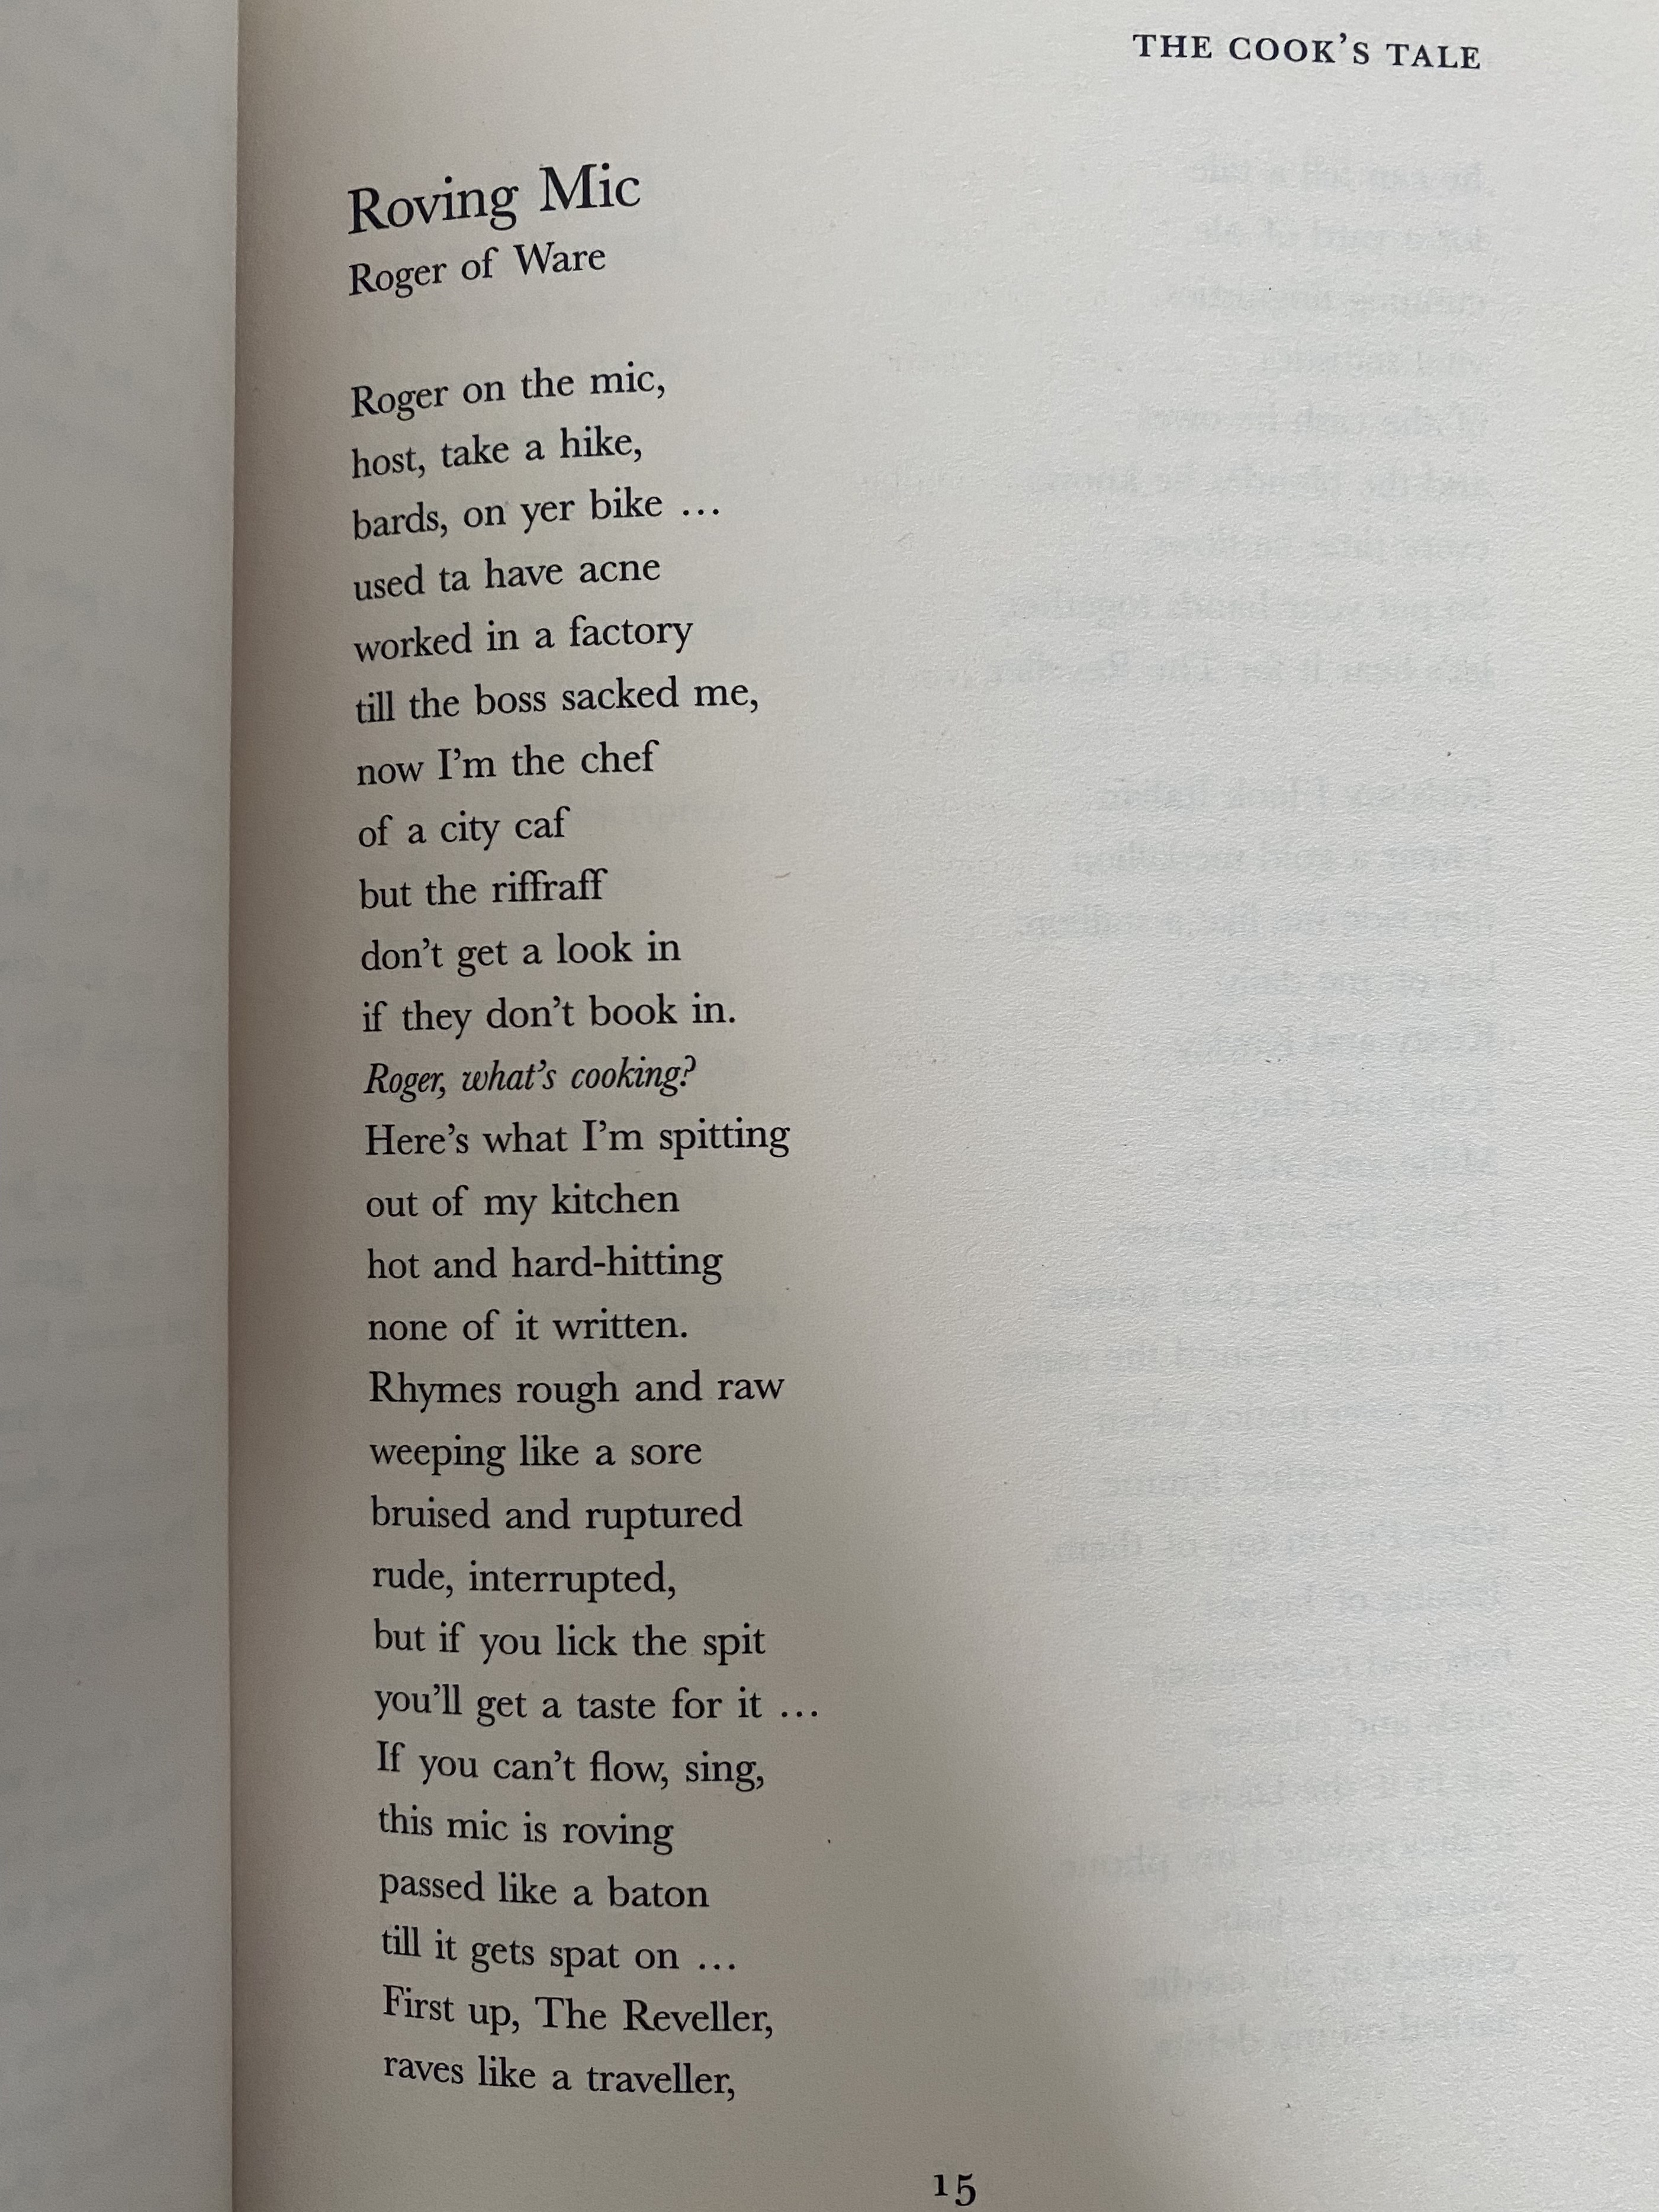 THE COOK'S TALE
Roving Mic
Roger of Ware
Roger on the mic,
host, take a hike,
bards, on yer bike …
used ta have acne
worked in a factory
till the boss sacked me,
now I'm the chef
of a city caf
but the riffraff
don't get a look in
if they don't book in.
Roger, what's cooking?
Here's what I'm spitting
out of my kitchen
hot and hard-hitting
none of it written.
Rhymes rough and raw
weeping like a sore
bruised and ruptured
rude, interrupted,
but if you lick the spit
you'll get a taste for it …
If you can't flow, sing,
this mic is roving
passed like a baton
till it gets spat on …
First up, The Reveller,
raves like a traveller,
15